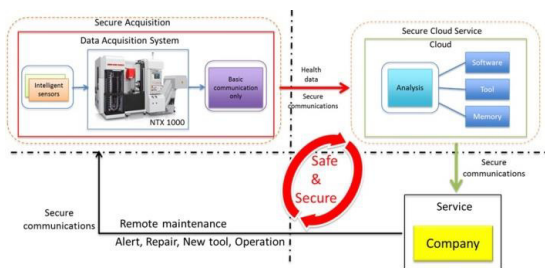 Secure Acquisition
Data Acquisition System
Inteligent
sensors
NTX 1000
Basic
communication
only
Health
data
Secure
communications
Secure Cloud Service
Cloud
Analysis
Software
Tool
Memory
Safe
&
Secure
Secure
communications
Secure
communications
Remote maintenance
Alert, Repair, New tool, Operation
Service
Company